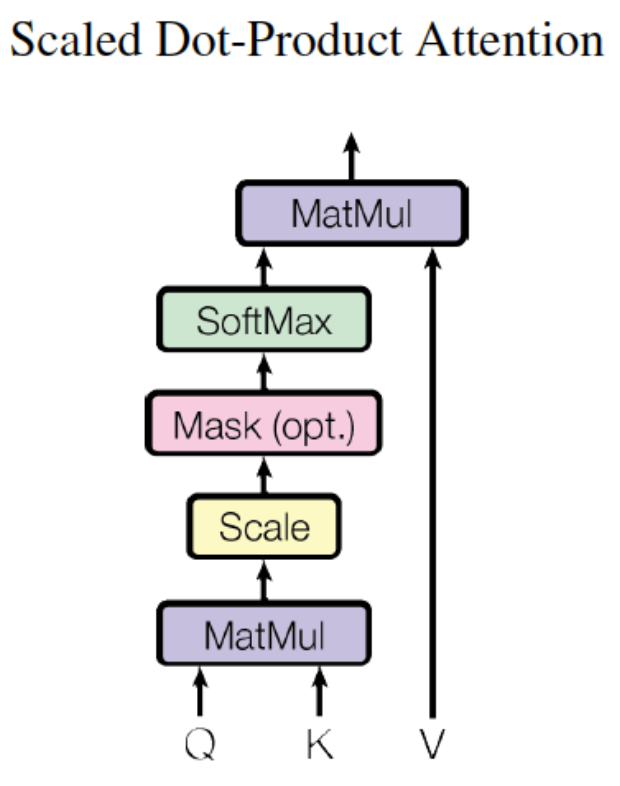 Scaled Dot-Product Attention
MatMul
SoftMax
Mask (opt.)
Scale
MatMul
Q K V